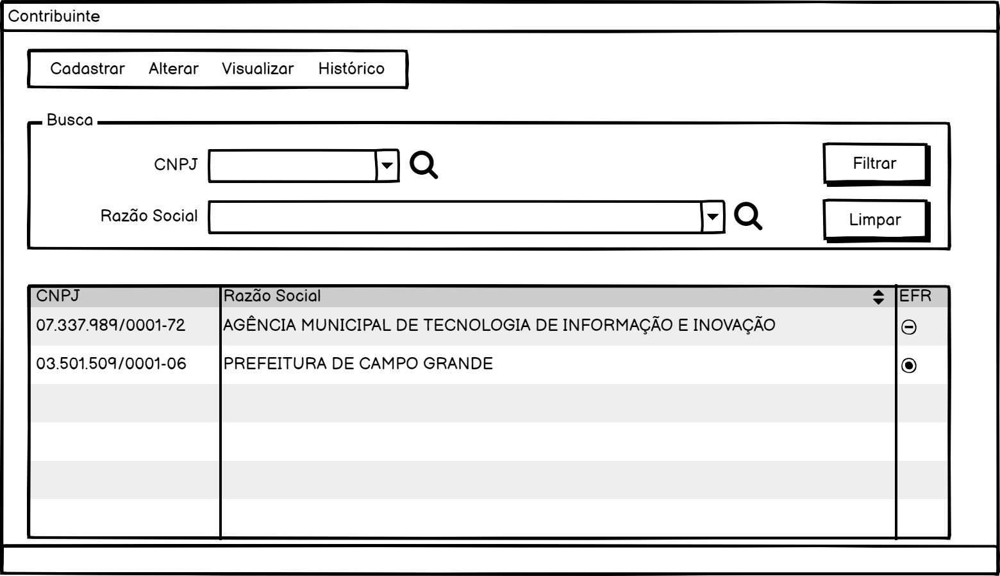 Contribuinte
Cadastrar Alterar Visualizar Histórico
Busca
CNPJ
Filtrar
Razão Social
Limpar
CNPJ Razão Social EFR
07.337.989/0001-72 AGÊNCIA MUNICIPAL DE TECNOLOGIA DE INFORMAÇÃO E INOVAÇÃO
03.501.509/0001-06 PREFEITURA DE CAMPO GRANDE